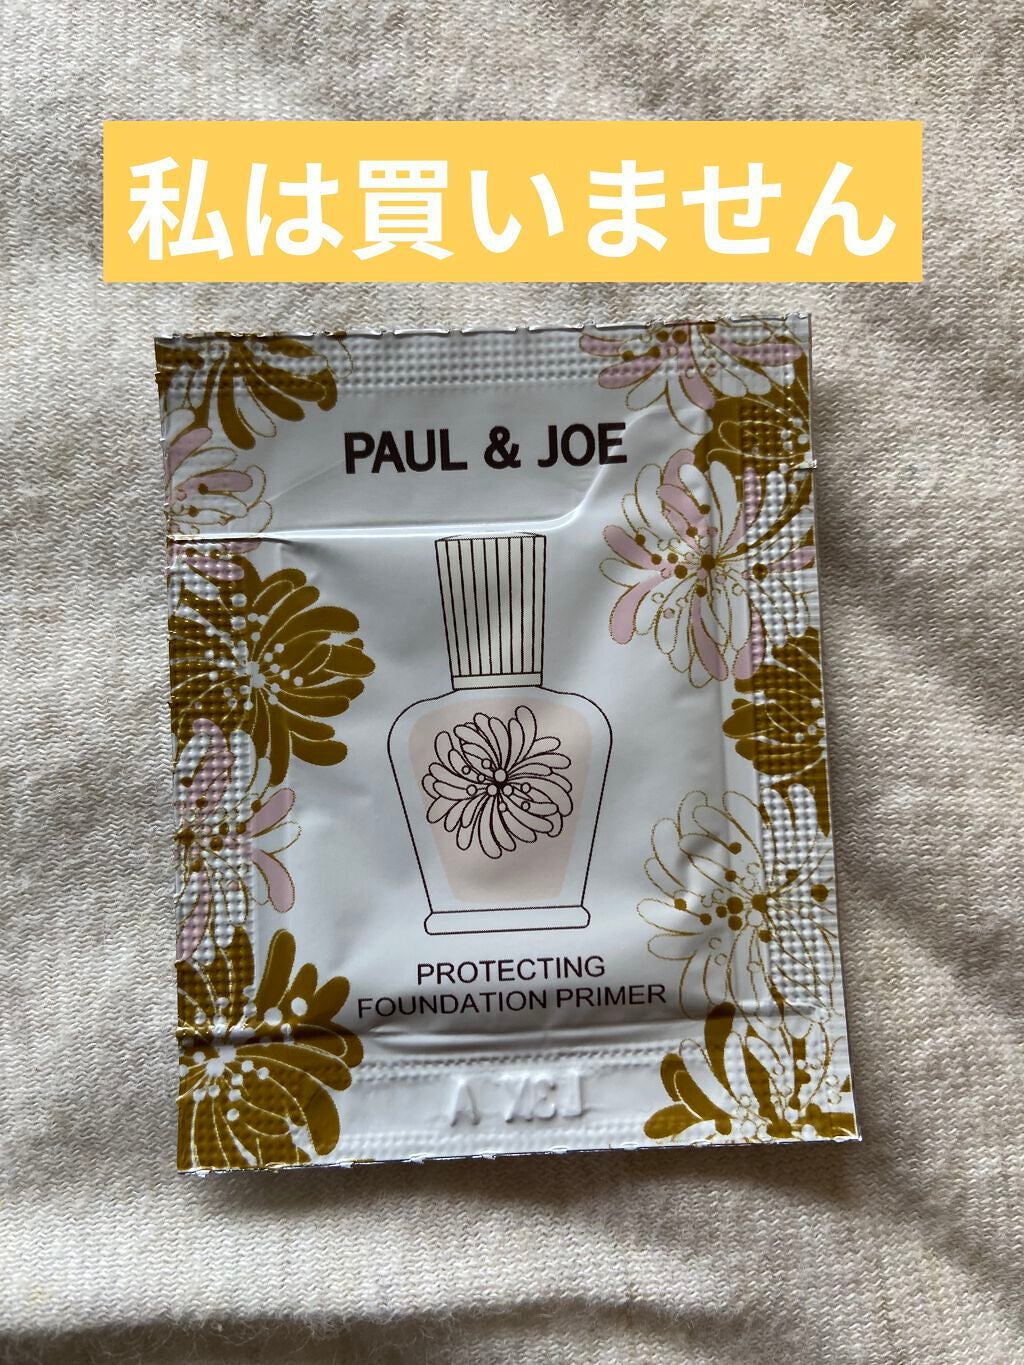 私は買いません
PAUL & JOE
PROTECTING
FOUNDATION PRIMER